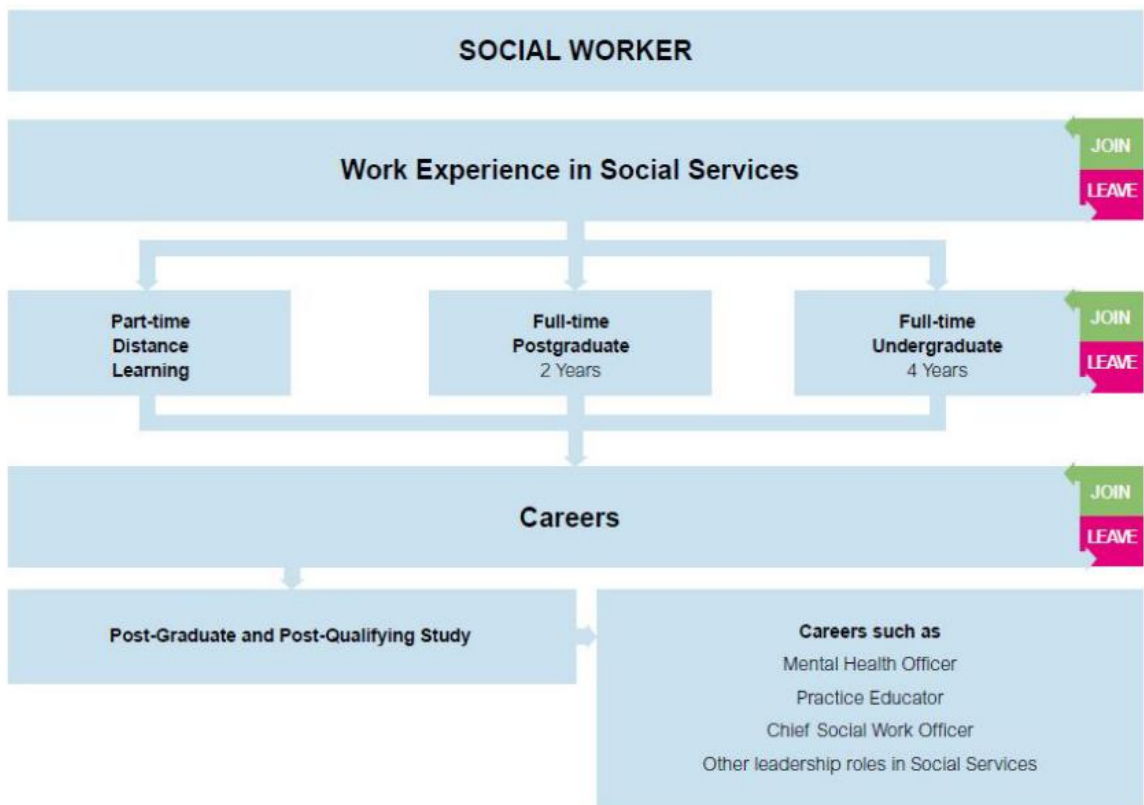 SOCIAL WORKER
Work Experience in Social Services
JOIN
LEAVE
Part-time
Distance
Learning
Full-time
Postgraduate
2 Years
Full-time
Undergraduate
4 Years
JOIN
LEAVE
Careers
JOIN
LEAVE
Post-Graduate and Post-Qualifying Study
Careers such as
Mental Health Officer
Practice Educator
Chief Social Work Officer
Other leadership roles in Social Services